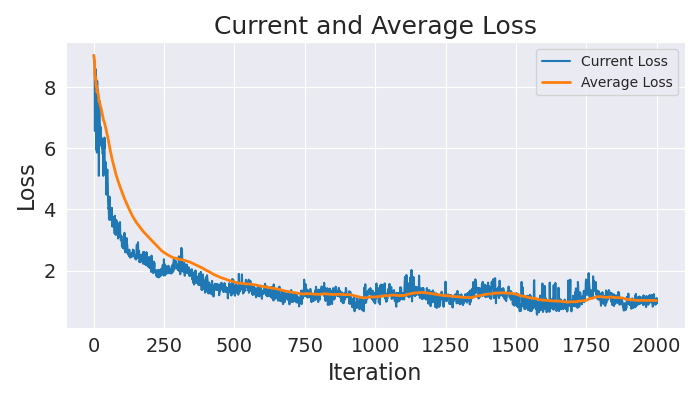 Current and Average Loss
Current Loss
Average Loss
8
6
4
2
Loss
0 250 500 750 1000 1250 1500 1750 2000
Iteration